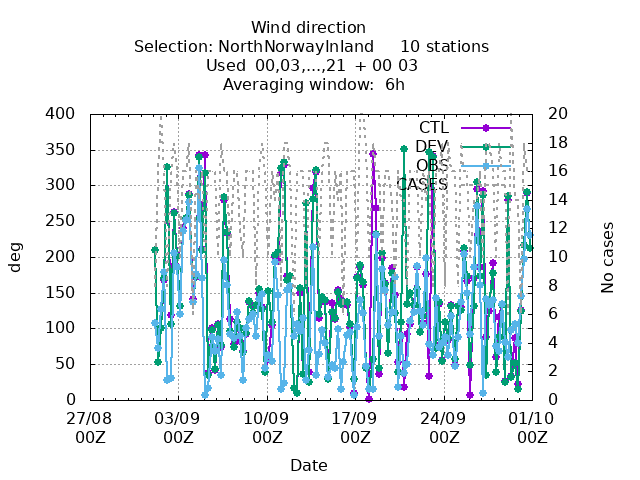 Wind direction
Selection: NorthNorwayInland 10 stations
Used 00,03,...,21 + 00 03
Averaging window: 6h
400 20
350 18
300 16
250 14
200 12
150 10
100 8
50 6
0 4
2
0
CTL
DEV
OBS
CASES
deg
No cases
27/08 03/09 10/09 17/09 24/09 01/10
00Z 00Z 00Z 00Z 00Z 00Z
Date